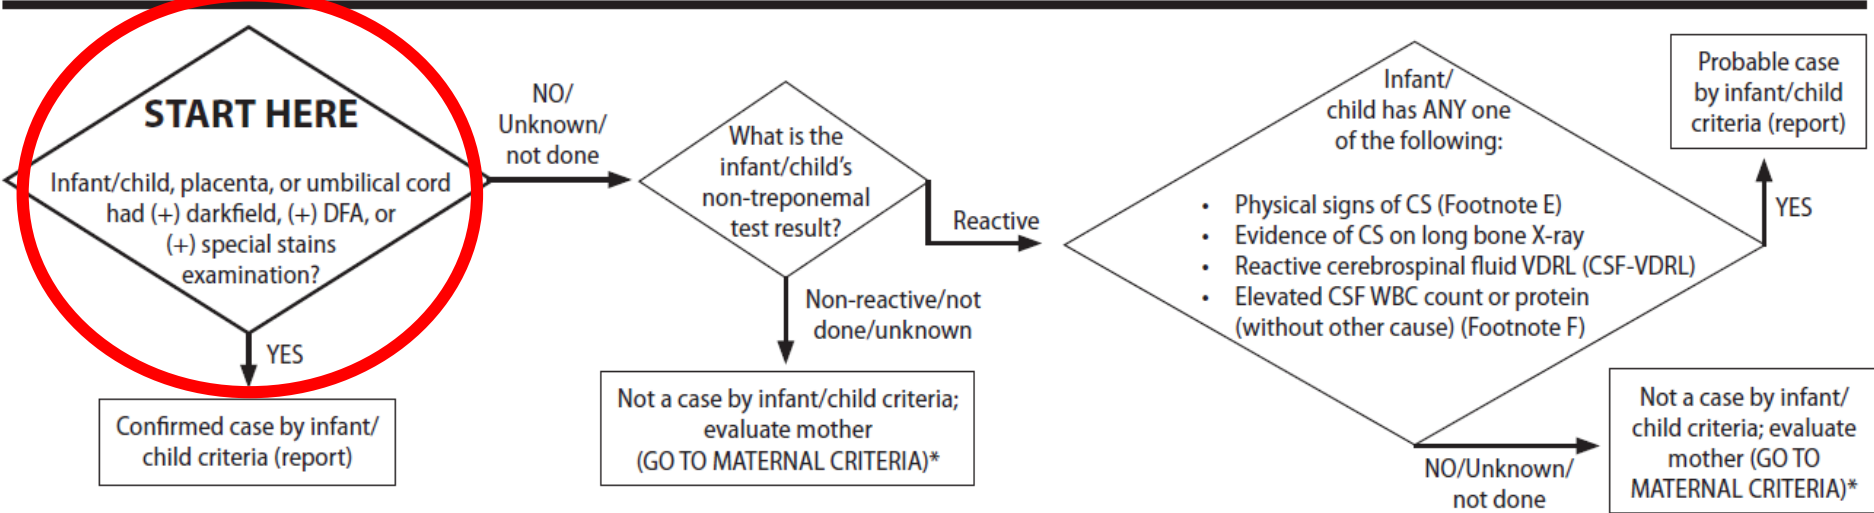 START HERE
Infant/child, placenta, or umbilical cord
had (+) darkfield, (+) DFA, or
(+) special stains
examination?
YES
Confirmed case by infant/
child criteria (report)
NO/
Unknown/
not done
What is the
infant/child's
non-treponemal
test result?
Non-reactive/not
done/unknown
Not a case by infant/child criteria;
evaluate mother
(GO TO MATERNAL CRITERIA)*
Reactive
Infant/
child has ANY one
of the following:
• Physical signs of CS (Footnote E)
• Evidence of CS on long bone X-ray
• Reactive cerebrospinal fluid VDRL (CSF-VDRL)
• Elevated CSF WBC count or protein
(without other cause) (Footnote F)
YES
Probable case
by infant/child
criteria (report)
NO/Unknown/
not done
Not a case by infant/
child criteria; evaluate
mother (GO TO
MATERNAL CRITERIA)*